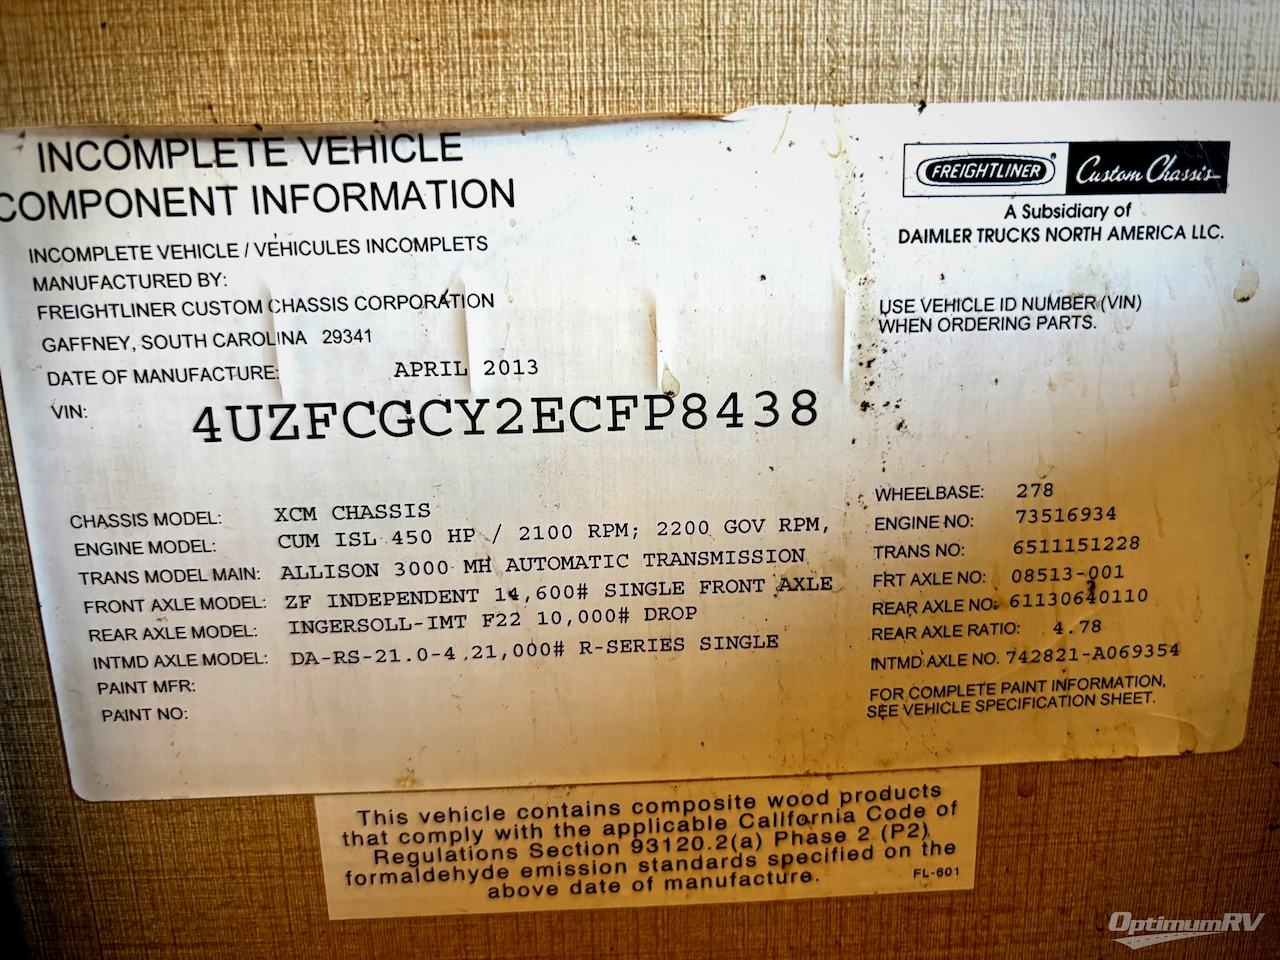 INCOMPLETE VEHICLE
COMPONENT INFORMATION
INCOMPLETE VEHICLE / VÉHICULES INCOMPLETS
MANUFACTURED BY:
FREIGHTLINER CUSTOM CHASSIS CORPORATION
GAFFNEY, SOUTH CAROLINA 29341
DATE OF MANUFACTURE: APRIL 2013
VIN: 4UZFCGCY2ECFP8438
FREIGHTLINER Custom Chassis
A Subsidiary of
DAIMLER TRUCKS NORTH AMERICA LLC.
USE VEHICLE ID NUMBER (VIN)
WHEN ORDERING PARTS.
CHASSIS MODEL: XCM CHASSIS
ENGINE MODEL: CUM ISL 450 HP / 2100 RPM; 2200 GOV RPM,
TRANS MODEL MAIN: ALLISON 3000 MH AUTOMATIC TRANSMISSION
FRONT AXLE MODEL: ZF INDEPENDENT 14,600# SINGLE FRONT AXLE
REAR AXLE MODEL: INGERSOLL-IMT F22 10,000# DROP
INTMD AXLE MODEL: DA-RS-21.0-4 21,000# R-SERIES SINGLE
PAINT MFR:
PAINT NO:
WHEELBASE: 278
ENGINE NO: 73516934
TRANS NO: 6511151228
FRT AXLE NO: 08513-001
REAR AXLE NO: 61130640110
REAR AXLE RATIO: 4.78
INTMD AXLE NO. 742821-A069354
FOR COMPLETE PAINT INFORMATION,
SEE VEHICLE SPECIFICATION SHEET.
This vehicle contains composite wood products
that comply with the applicable California Code of
Regulations Section 93120.2(a) Phase 2 (P2)
formaldehyde emission standards specified on the
above date of manufacture.
FL-601
OptimumRV